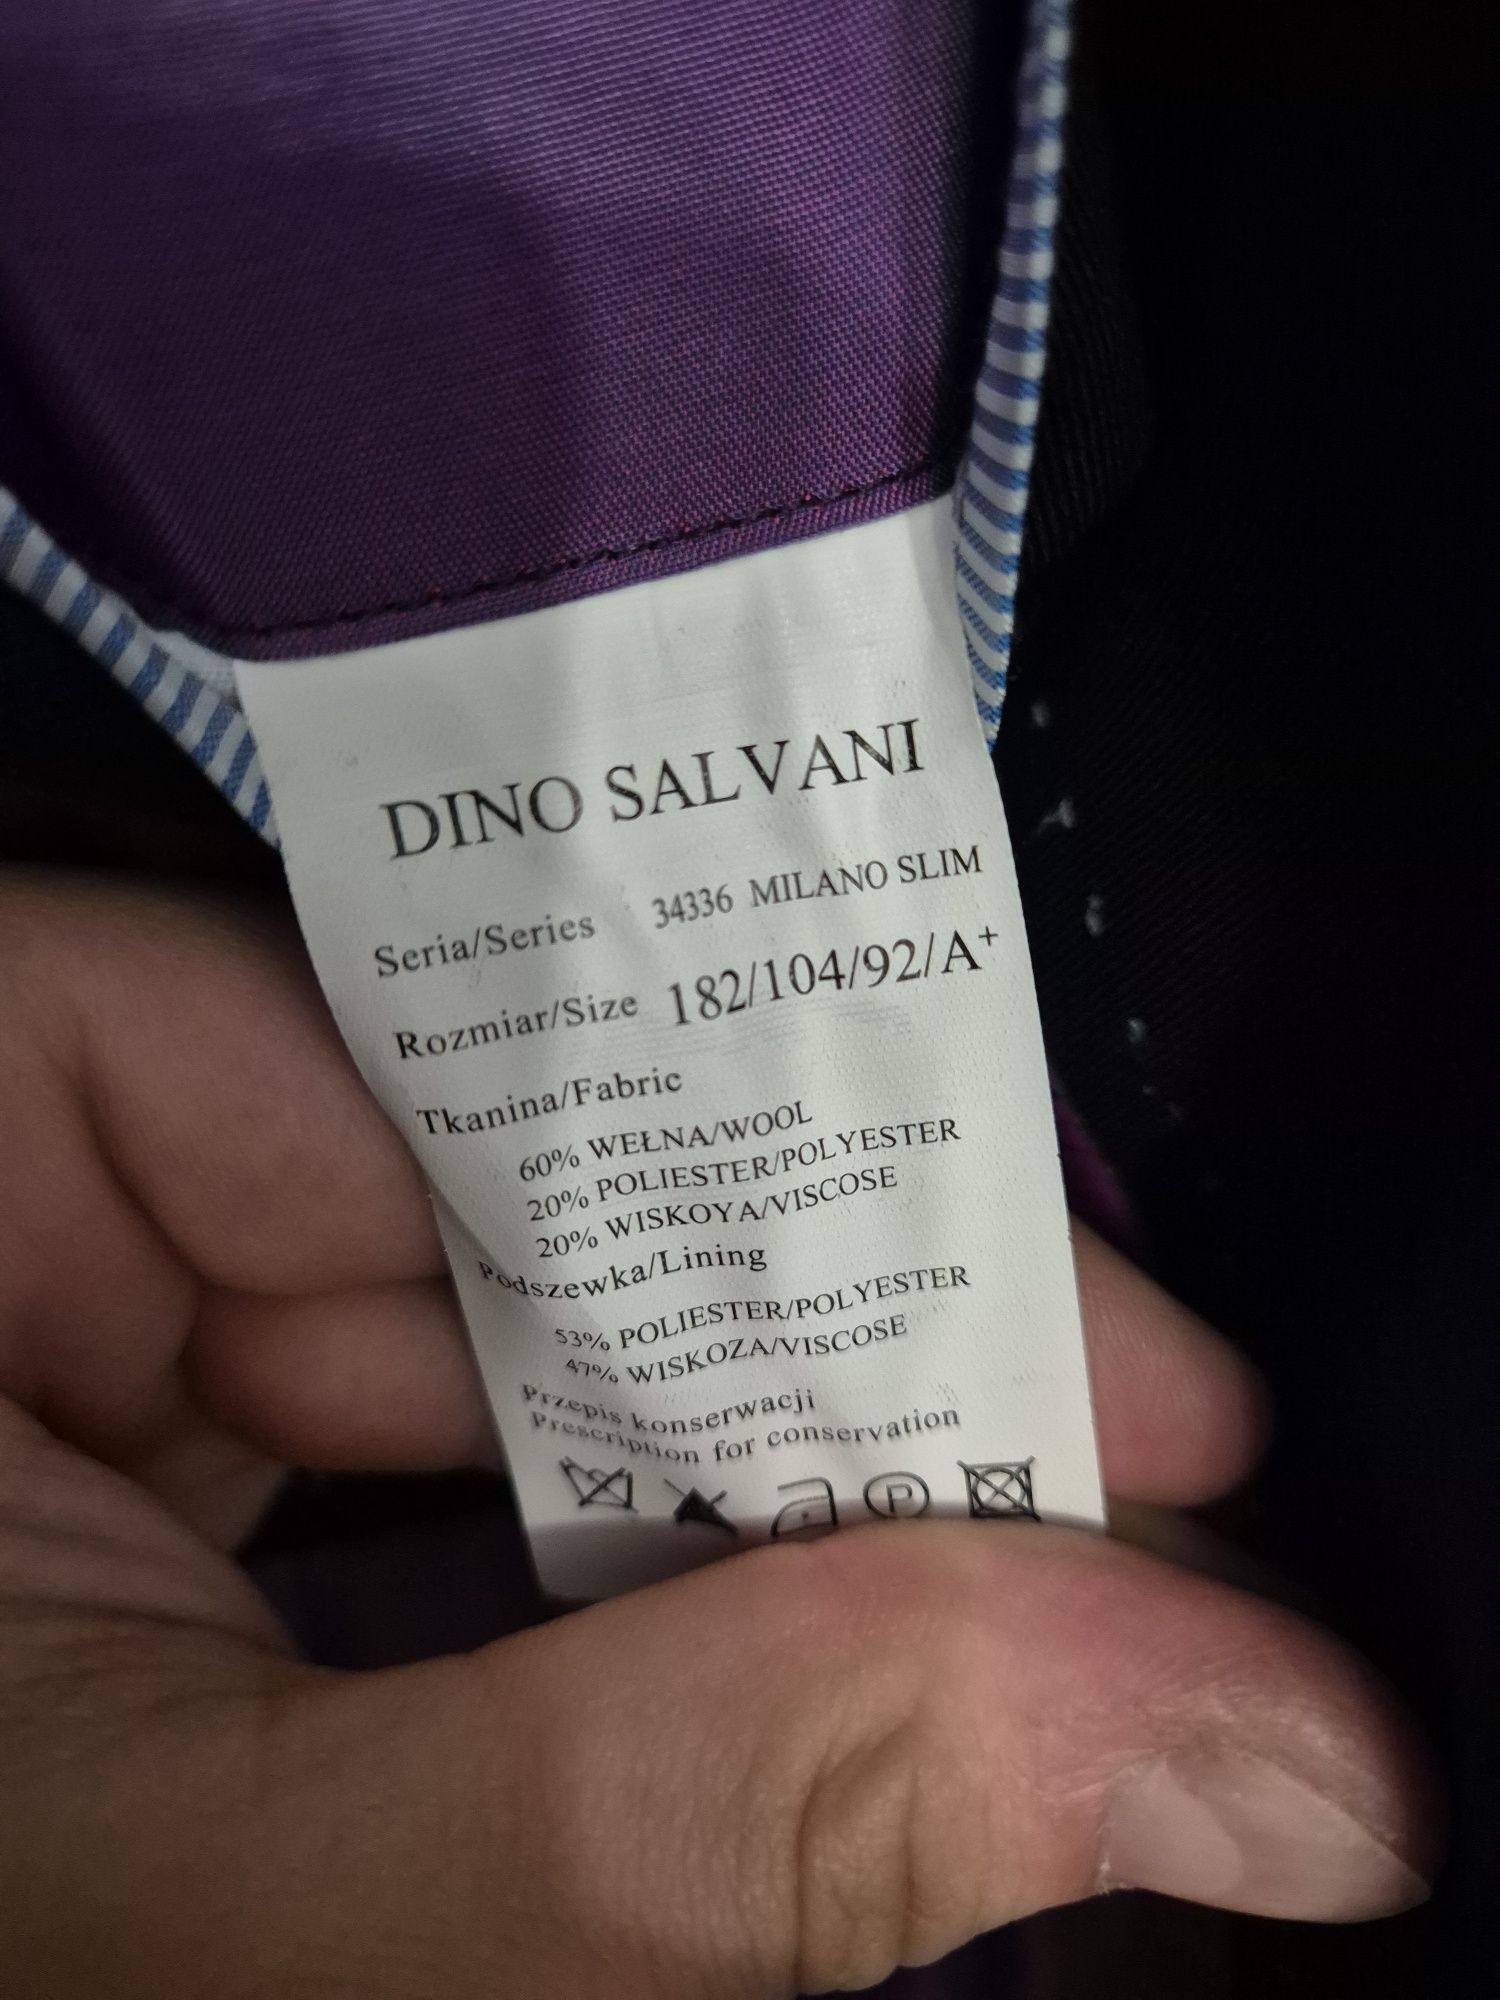 DINO SALVANI
Seria/Series 34336 MILANO SLIM
Rozmiar/Size 182/104/92/A+
Tkanina/Fabric
60% WEŁNA/WOOL
20% POLIESTER/POLYESTER
20% WISKOYA/VISCOSE
Podszewka/Lining
53% POLIESTER/POLYESTER
47% WISKOZA/VISCOSE
Przepis konserwacji
Prescription for conservation
P